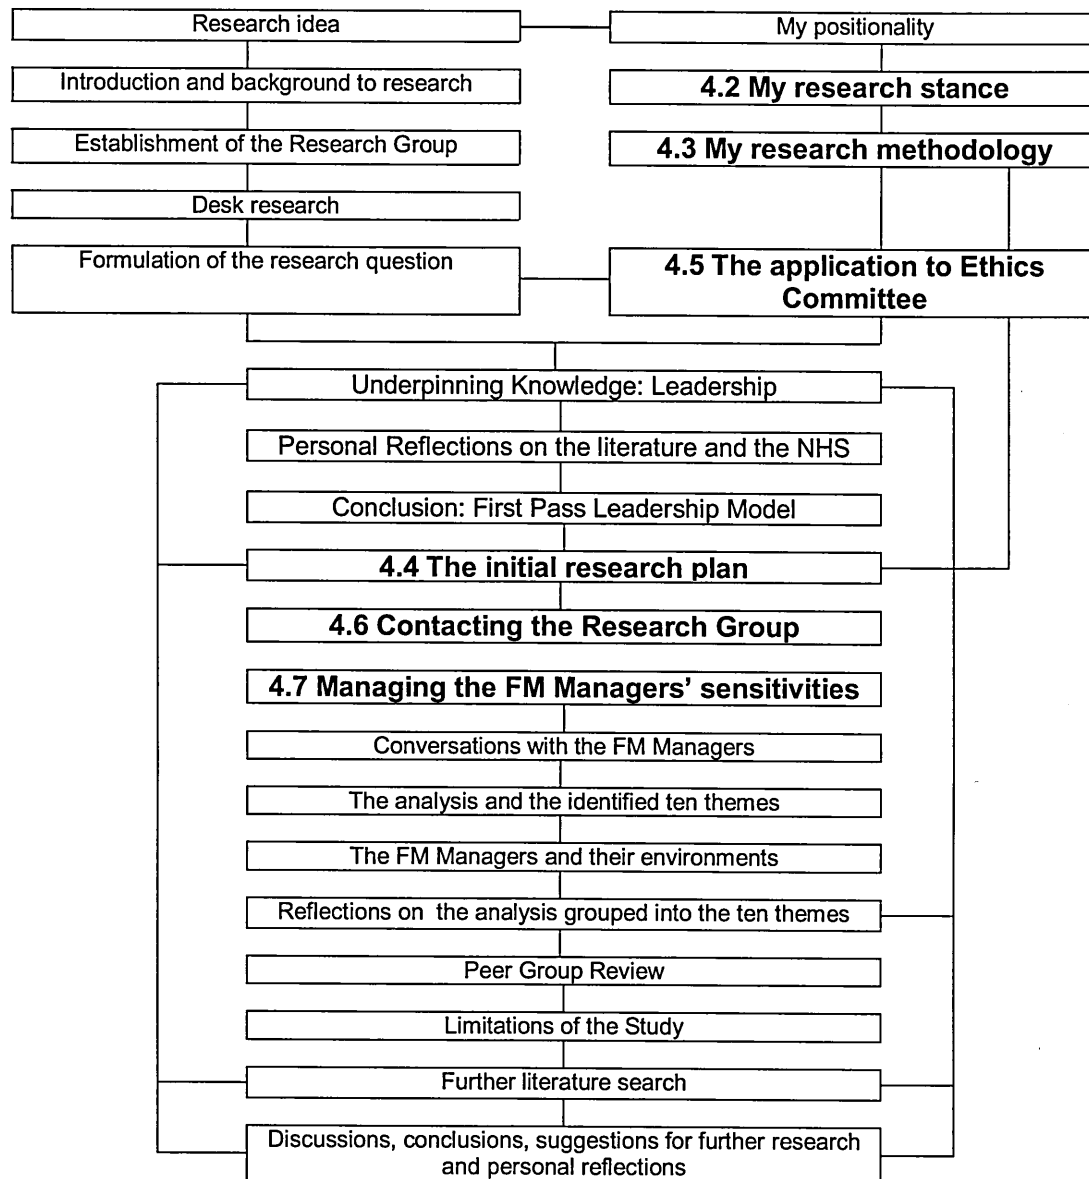 Research idea
My positionality
Introduction and background to research
4.2 My research stance
Establishment of the Research Group
4.3 My research methodology
Desk research
Formulation of the research question
4.5 The application to Ethics
Committee
Underpinning Knowledge: Leadership
Personal Reflections on the literature and the NHS
Conclusion: First Pass Leadership Model
4.4 The initial research plan
4.6 Contacting the Research Group
4.7 Managing the FM Managers' sensitivities
Conversations with the FM Managers
The analysis and the identified ten themes
The FM Managers and their environments
Reflections on the analysis grouped into the ten themes
Peer Group Review
Limitations of the Study
Further literature search
Discussions, conclusions, suggestions for further research
and personal reflections